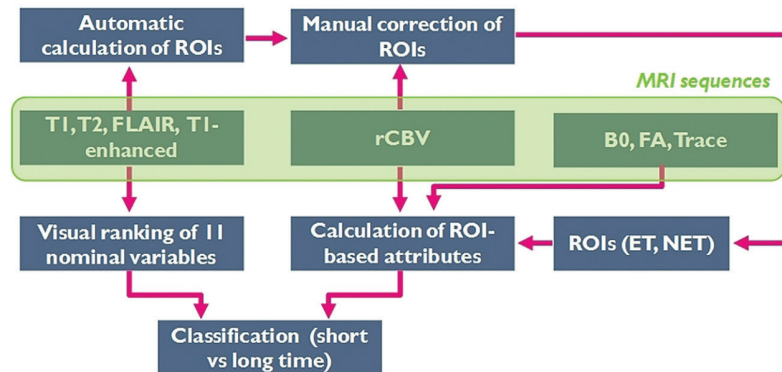 Automatic
calculation of ROIs
Manual correction of
ROIs
MRI sequences
T1, T2, FLAIR, T1-
enhanced
rCBV
B0, FA, Trace
Visual ranking of 11
nominal variables
Calculation of ROI-
based attributes
ROIs (ET, NET)
Classification (short
vs long time)